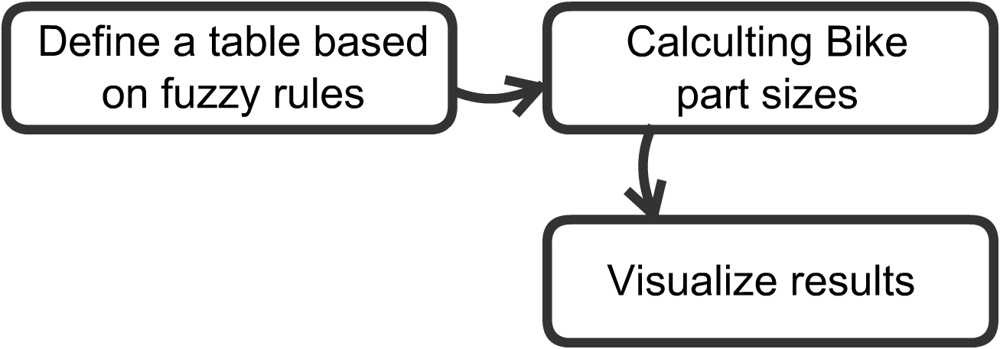 Define a table based
on fuzzy rules
Calculting Bike
part sizes
Visualize results